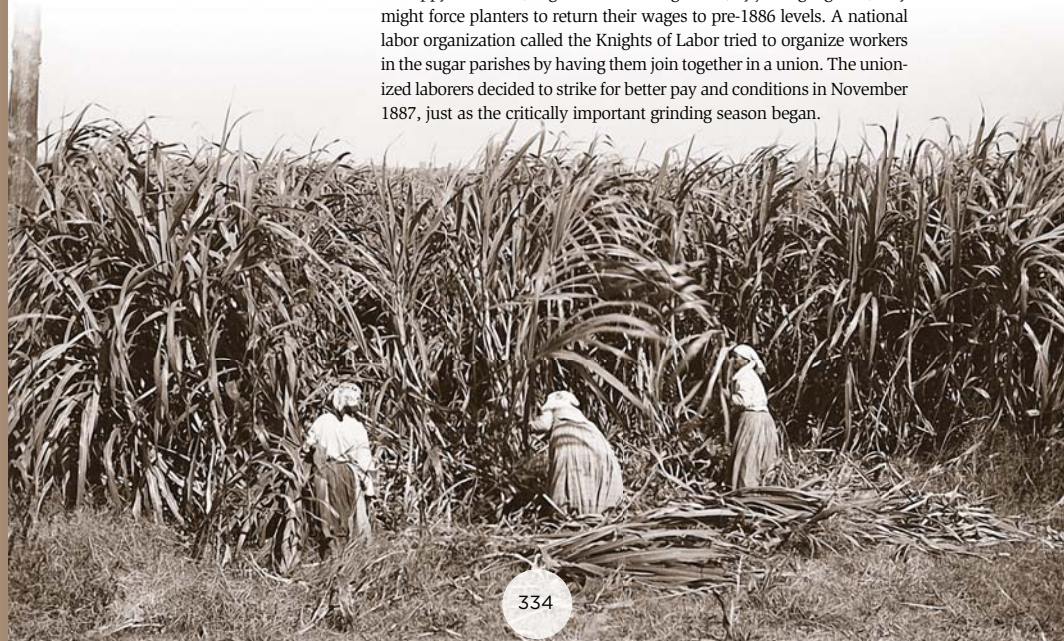 might force planters to return their wages to pre-1886 levels. A national
labor organization called the Knights of Labor tried to organize workers
in the sugar parishes by having them join together in a union. The union-
ized laborers decided to strike for better pay and conditions in November
1887, just as the critically important grinding season began.
334